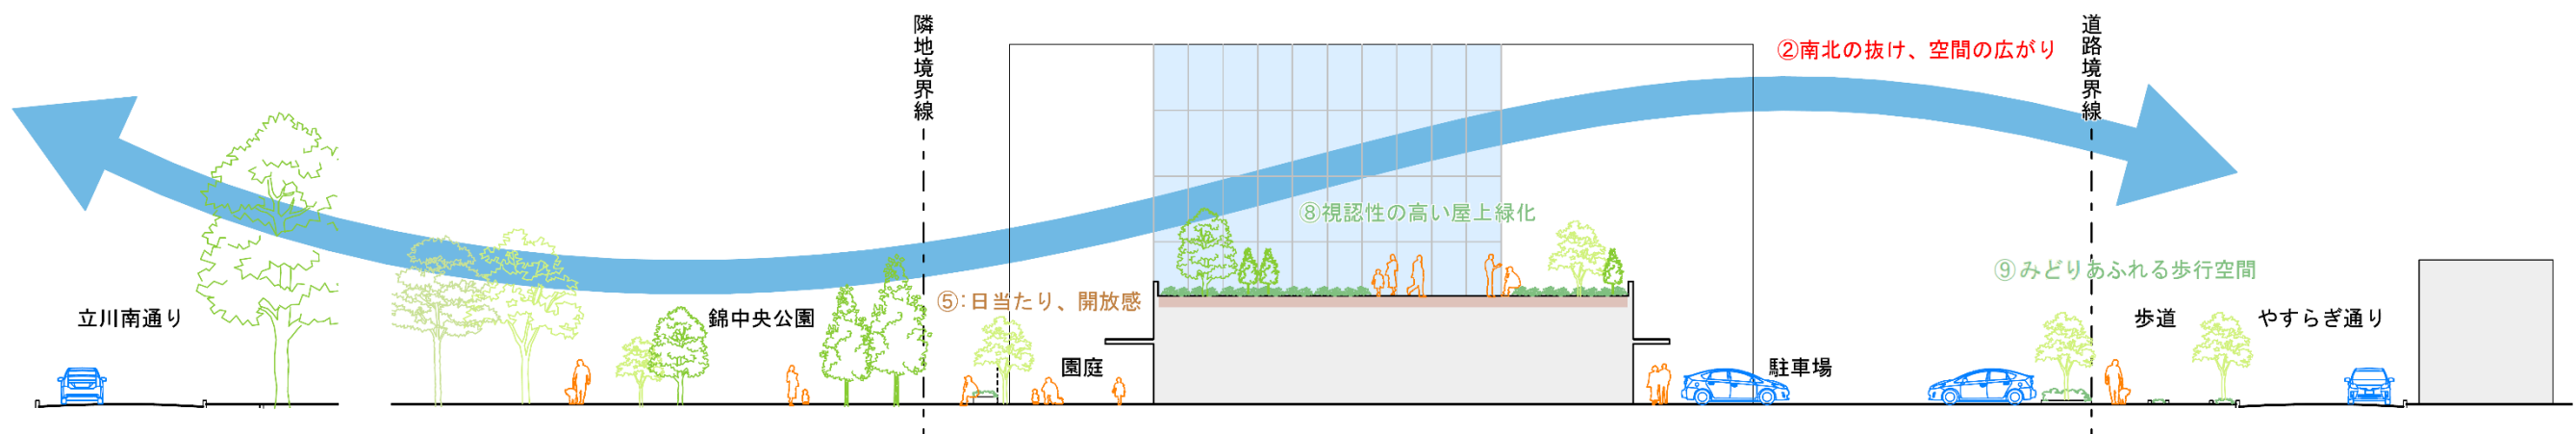 隣地境界線
道路境界線
②南北の抜け、空間の広がり
⑧視認性の高い屋上緑化
⑨みどりあふれる歩行空間
⑤:日当たり、開放感
立川南通り
錦中央公園
園庭
駐車場
歩道
やすらぎ通り